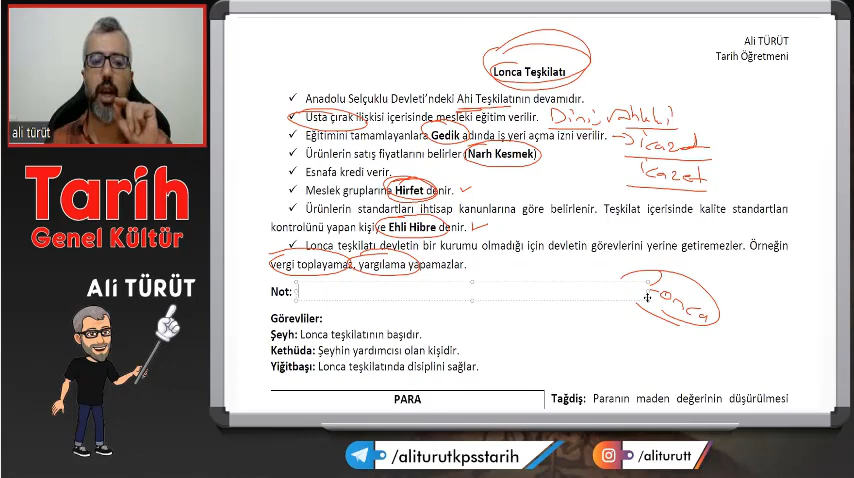 ali türüt
Tarih
Genel Kültür
Ali TÜRÜT
Ali TÜRÜT
Tarih Öğretmeni
Lonca Teşkilatı
✓ Anadolu Selçuklu Devleti'ndeki Ahi Teşkilatının devamıdır.
✓ Usta çırak ilişkisi içerisinde mesleki eğitim verilir.
✓ Eğitimini tamamlayanlara Gedik adında iş yeri açma izni verilir.
✓ Ürünlerin satış fiyatlarını belirler (Narh Kesmek)
✓ Esnafa kredi verir.
✓ Meslek gruplarına Hirfet denir.
✓ Ürünlerin standartları ihtisap kanunlarına göre belirlenir. Teşkilat içerisinde kalite standartları
kontrolünü yapan kişiye Ehli Hibre denir.
✓ Lonca teşkilatı devletin bir kurumu olmadığı için devletin görevlerini yerine getiremezler. Örneğin
vergi toplayamaz, yargılama yapamazlar.
Dini
icazet
icazet
Not:
Lonca
Görevliler:
Şeyh: Lonca teşkilatının başıdır.
Kethüda: Şeyhin yardımcısı olan kişidir.
Yiğitbaşı: Lonca teşkilatında disiplini sağlar.
PARA
Tağdiş: Paranın maden değerinin düşürülmesi
/aliturutkpsstarih
/aliturutt